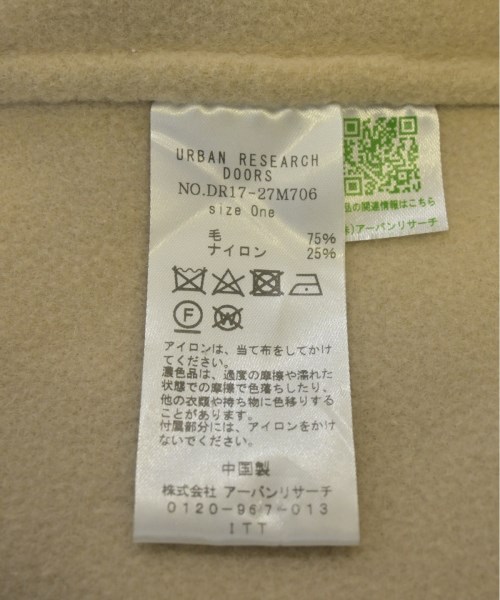 URBAN RESEARCH
DOORS
NO.DR17-27M706
size One
毛 75%
ナイロン 25%
F
W
アイロンは、当て布をしてかけ
てください。
濃色品は、過度の摩擦や濡れた
状態での摩擦で色落ちしたり、
他の衣類や持ち物に色移りする
ことがあります。
付属部分には、アイロンをかけ
ないでください。
中国製
株式会社 アーバンリサーチ
0120-967-013
ITT
品の関連情報はこちら
㈱アーバンリサーチ